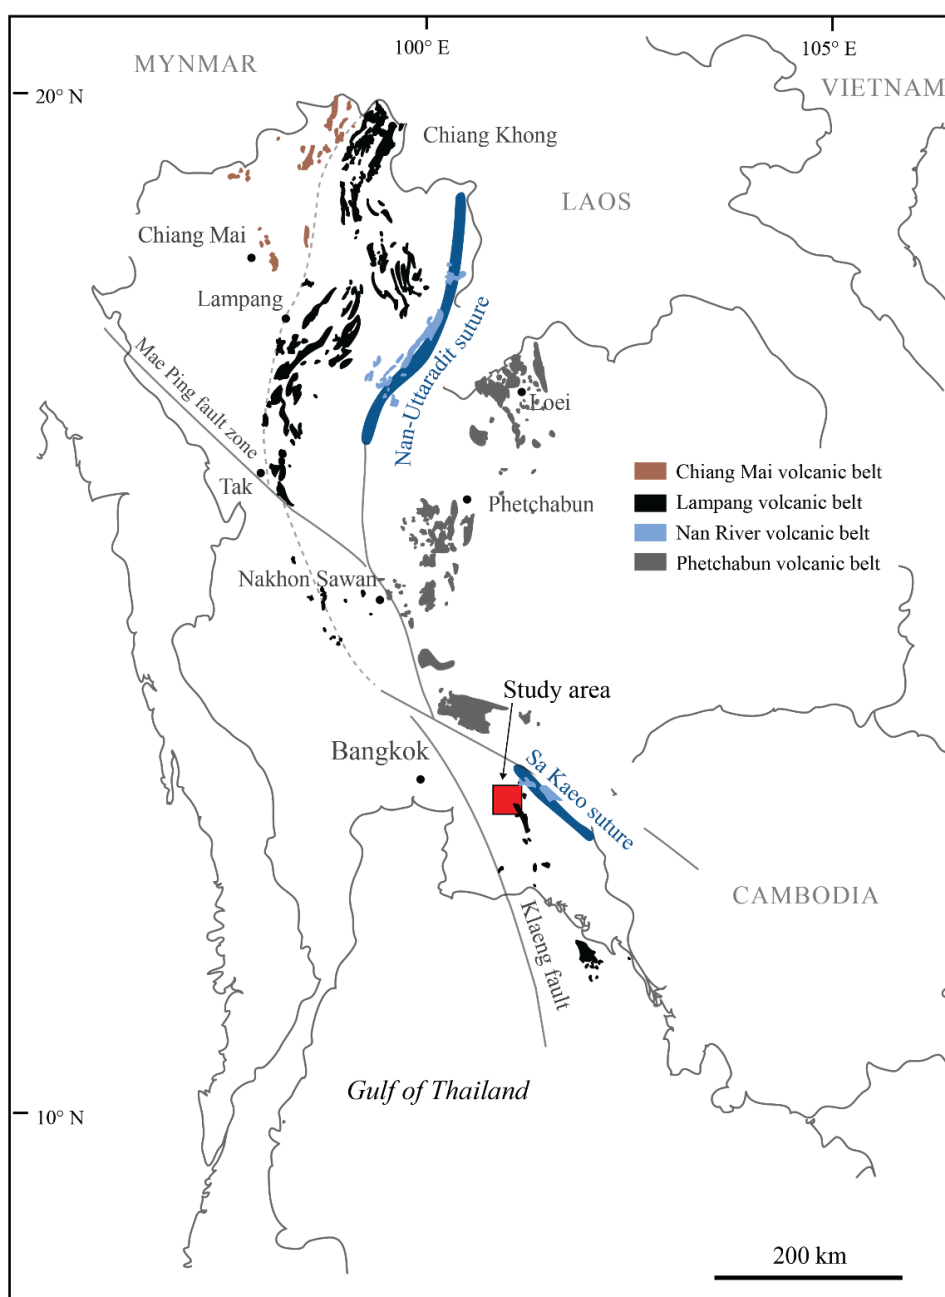 100° E
105° E
MYNMAR
VIETNAM
20° N
Chiang Khong
LAOS
Chiang Mai
Lampang
Nan-Uttaradit suture
Mae Ping fault zone
Loei
Chiang Mai volcanic belt
Tak
Phetchabun
Lampang volcanic belt
Nan River volcanic belt
Phetchabun volcanic belt
Nakhon Sawan
Study area
Bangkok
Sa Kaeo suture
CAMBODIA
Klaeng fault
Gulf of Thailand
10° N
200 km